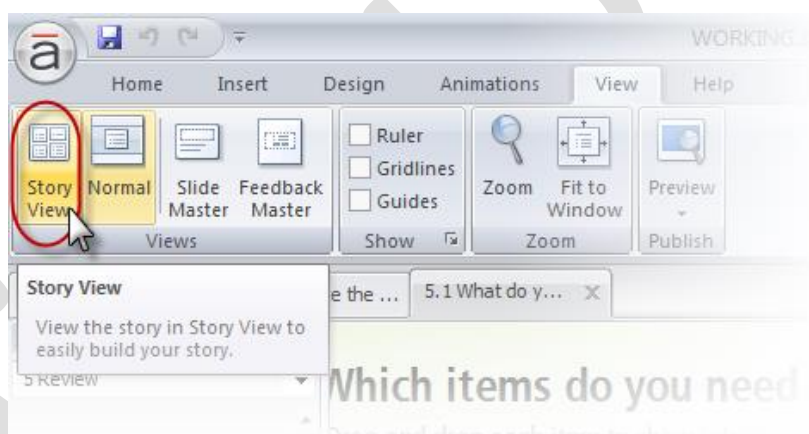 ā
WORKING
Home Insert Design Animations View Help
Story View
Normal
Slide Master
Feedback Master
Ruler
Gridlines
Guides
Zoom
Fit to Window
Preview
Views Show Zoom Publish
e the ... 5.1 What do y...
Story View
View the story in Story View to
easily build your story.
5 Review
Which items do you need